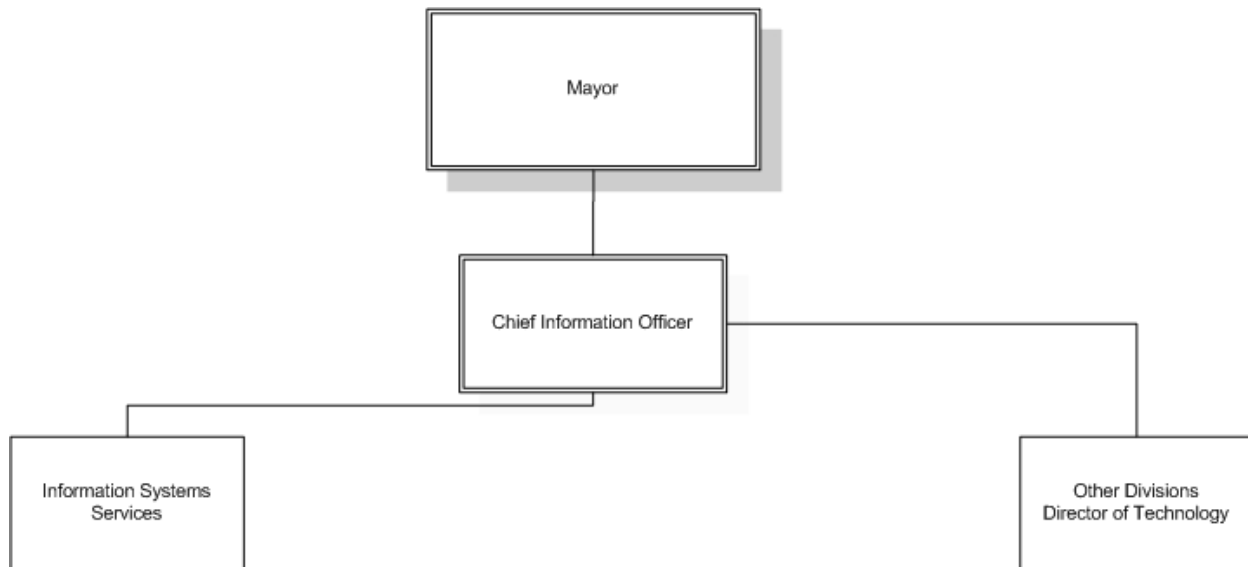 Mayor
Chief Information Officer
Information Systems
Services
Other Divisions
Director of Technology